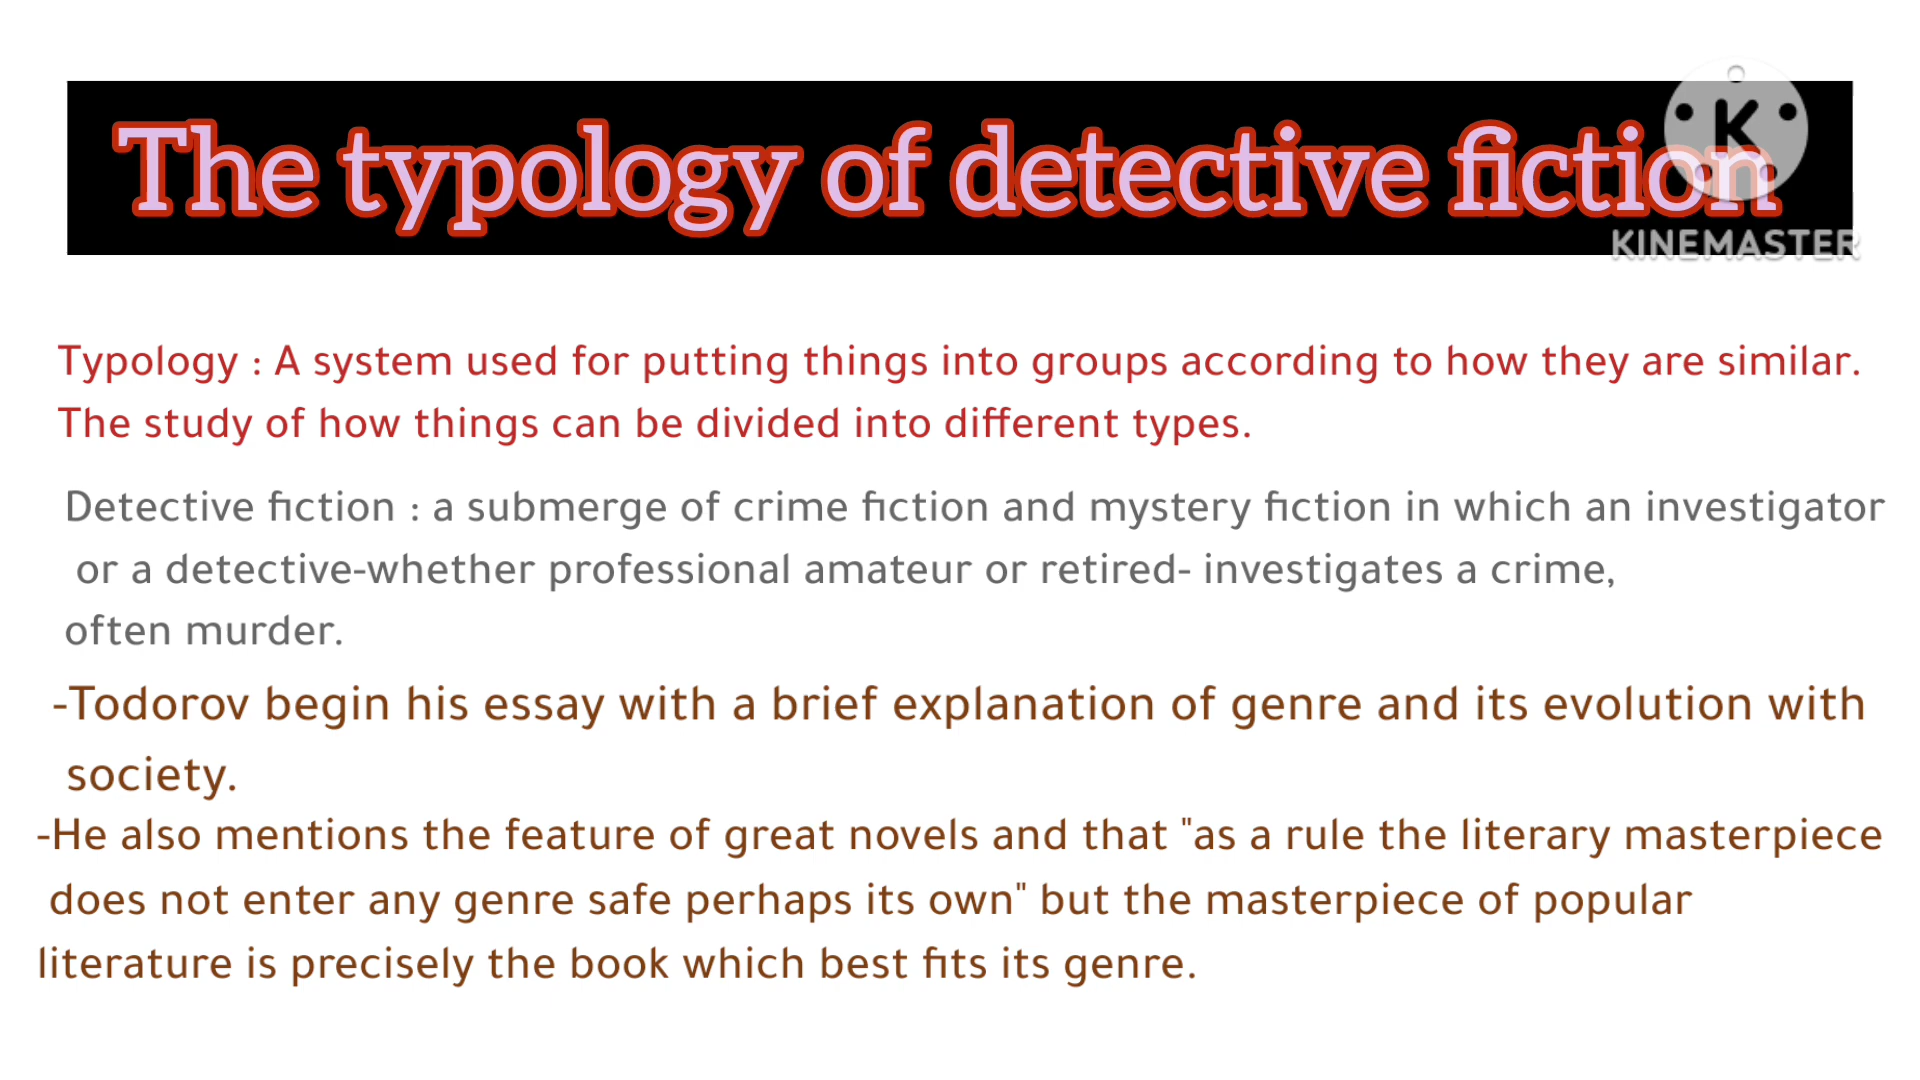 The typology of detective fiction
K
KINEMASTER
Typology : A system used for putting things into groups according to how they are similar.
The study of how things can be divided into different types.
Detective fiction : a submerge of crime fiction and mystery fiction in which an investigator
or a detective-whether professional amateur or retired- investigates a crime,
often murder.
-Todorov begin his essay with a brief explanation of genre and its evolution with
society.
-He also mentions the feature of great novels and that "as a rule the literary masterpiece
does not enter any genre safe perhaps its own" but the masterpiece of popular
literature is precisely the book which best fits its genre.